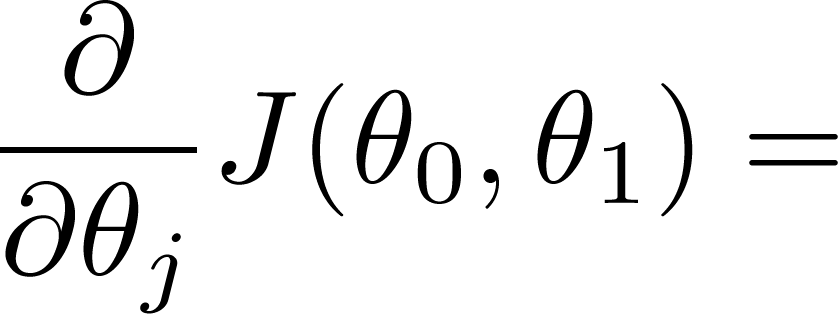 ∂/∂θ_j J(θ_0, θ_1) =